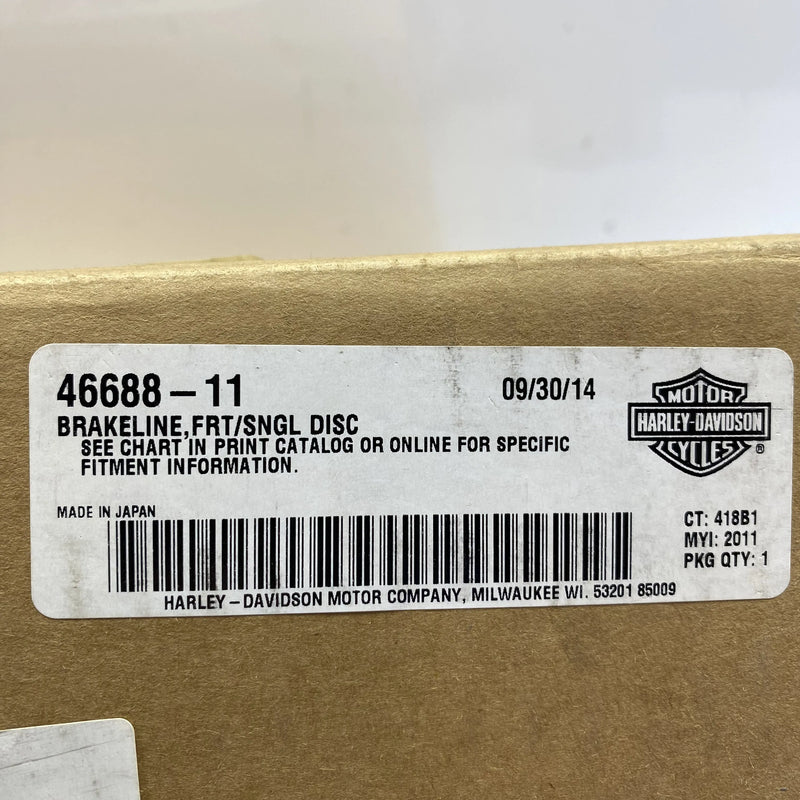 46688-11
09/30/14
BRAKELINE,FRT/SNGL DISC
SEE CHART IN PRINT CATALOG OR ONLINE FOR SPECIFIC
FITMENT INFORMATION.
MOTOR
HARLEY-DAVIDSON
CYCLES®
MADE IN JAPAN
CT: 418B1
MYI: 2011
PKG QTY: 1
HARLEY-DAVIDSON MOTOR COMPANY, MILWAUKEE WI. 53201 85009